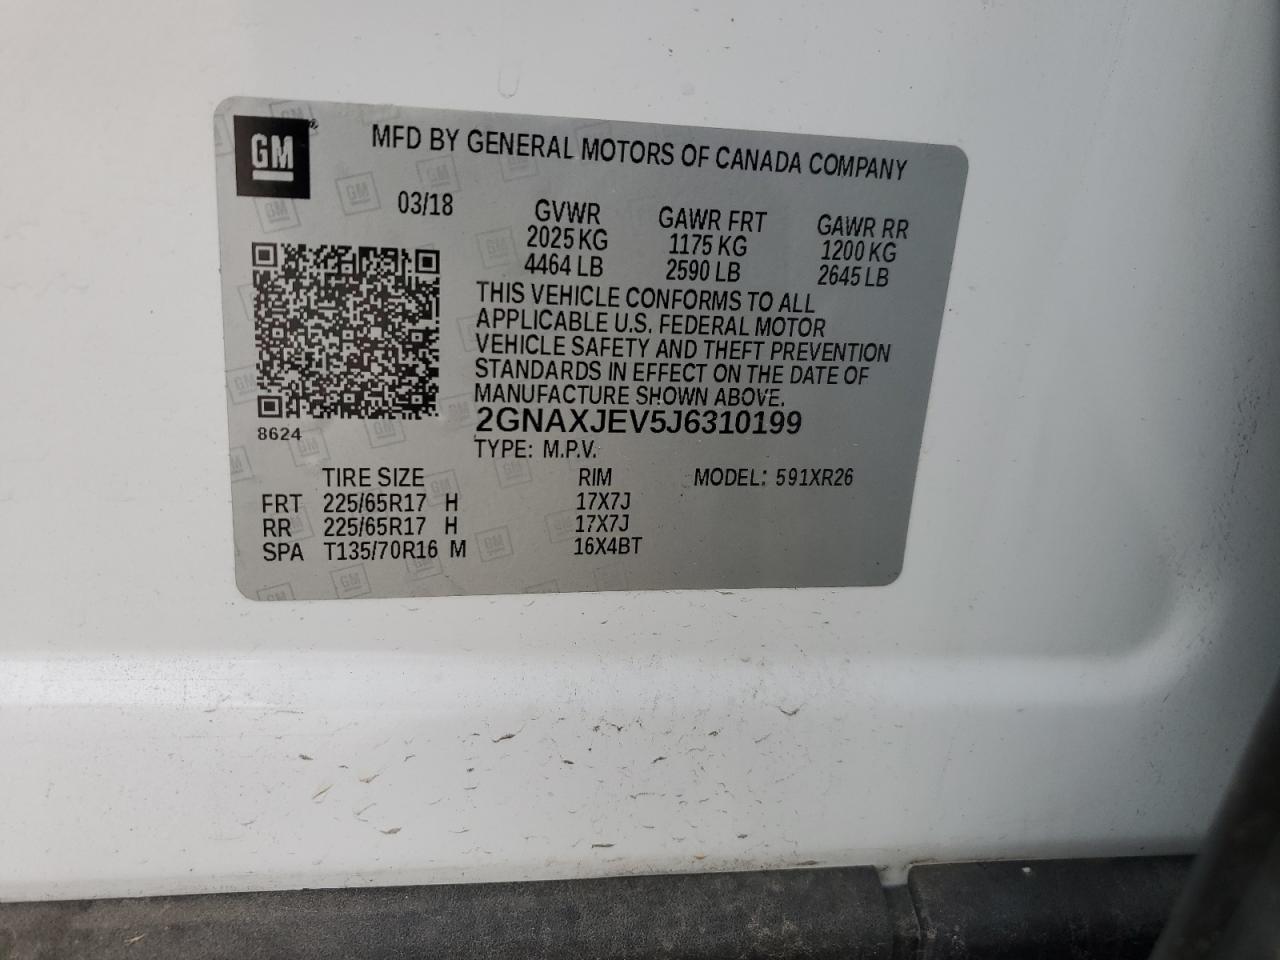 GM®
MFD BY GENERAL MOTORS OF CANADA COMPANY
03/18 GVWR GAWR FRT GAWR RR
2025 KG 1175 KG 1200 KG
4464 LB 2590 LB 2645 LB
THIS VEHICLE CONFORMS TO ALL
APPLICABLE U.S. FEDERAL MOTOR
VEHICLE SAFETY AND THEFT PREVENTION
STANDARDS IN EFFECT ON THE DATE OF
MANUFACTURE SHOWN ABOVE.
8624
2GNAXJEV5J6310199
TYPE: M.P.V.
TIRE SIZE RIM MODEL: 591XR26
FRT 225/65R17 H 17X7J
RR 225/65R17 H 17X7J
SPA T135/70R16 M 16X4BT